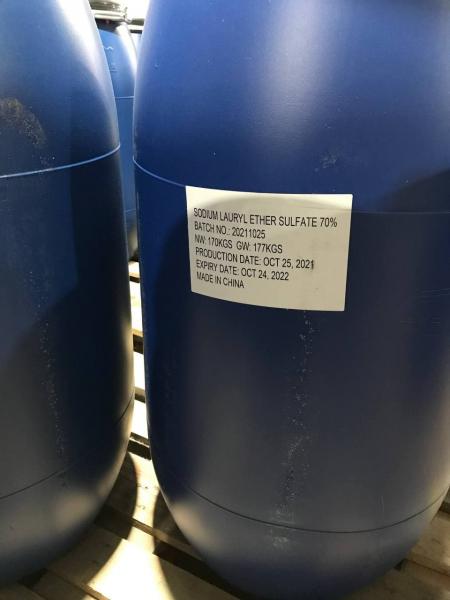 SODIUM LAURYL ETHER SULFATE 70%
BATCH NO.: 20211025
NW: 170KGS GW: 177KGS
PRODUCTION DATE: OCT 25, 2021
EXPIRY DATE: OCT 24, 2022
MADE IN CHINA